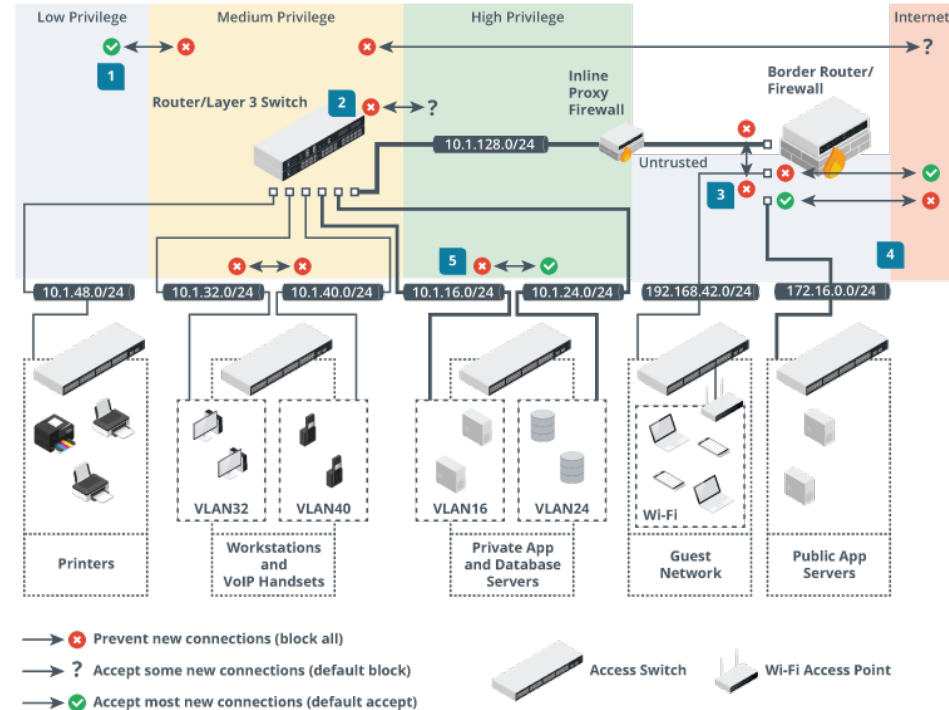 Low Privilege
Medium Privilege
High Privilege
Internet
?
1
Inline
Proxy
Firewall
Border Router/
Firewall
Router/Layer 3 Switch
2
?
10.1.128.0/24
Untrusted
3
5
4
10.1.48.0/24
10.1.32.0/24
10.1.40.0/24
10.1.16.0/24
10.1.24.0/24
192.168.42.0/24
172.16.0.0/24
VLAN32
VLAN40
VLAN16
VLAN24
Wi-Fi
Printers
Workstations
and
VoIP Handsets
Private App
and Database
Servers
Guest
Network
Public App
Servers
Prevent new connections (block all)
? Accept some new connections (default block)
Accept most new connections (default accept)
Access Switch
Wi-Fi Access Point